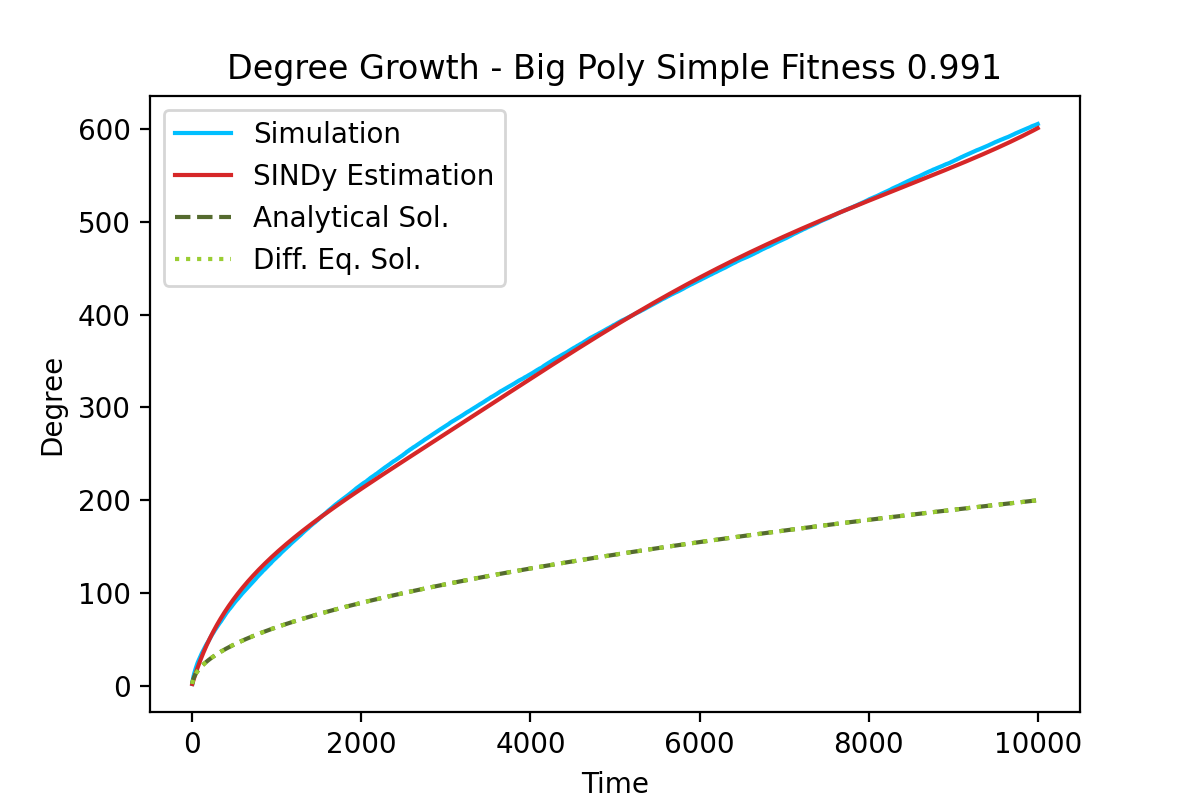 Degree Growth - Big Poly Simple Fitness 0.991
Simulation
SINDy Estimation
Analytical Sol.
Diff. Eq. Sol.
600
500
400
300
200
100
0
Degree
0 2000 4000 6000 8000 10000
Time